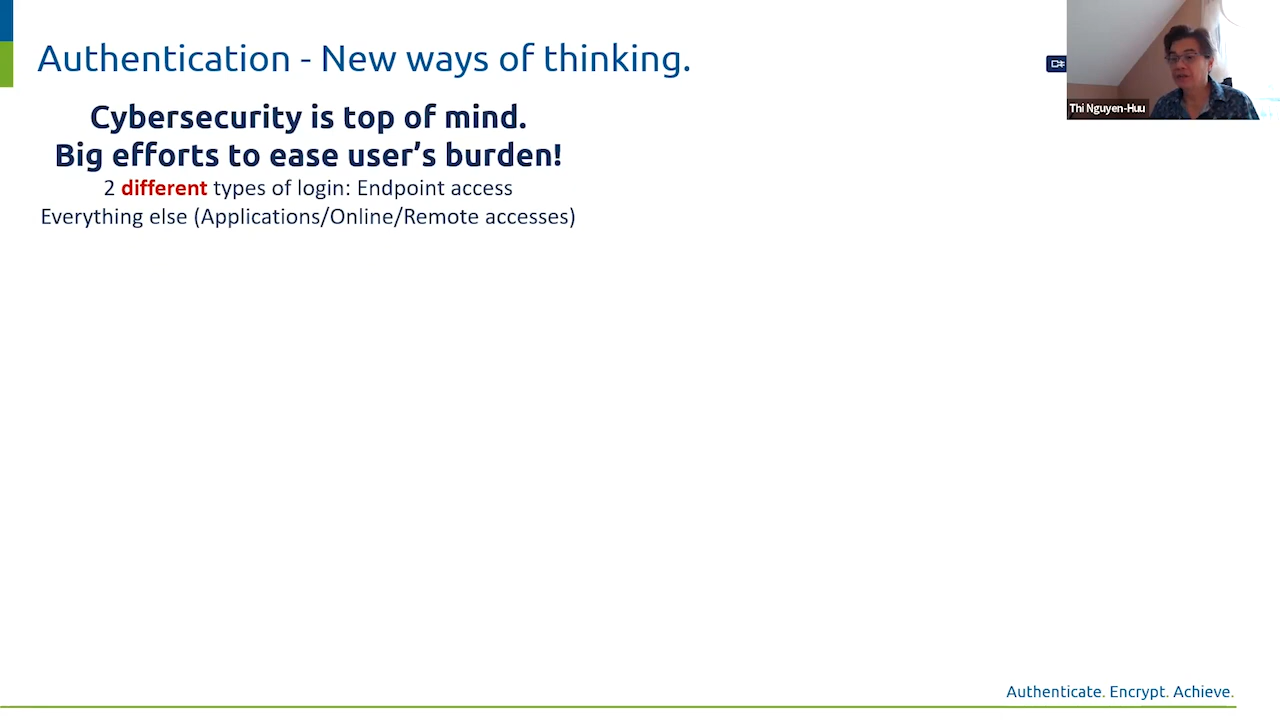 Authentication - New ways of thinking.
Cybersecurity is top of mind.
Big efforts to ease user’s burden!
2 different types of login: Endpoint access
Everything else (Applications/Online/Remote accesses)
Thi Nguyen-Huu
Authenticate. Encrypt. Achieve.